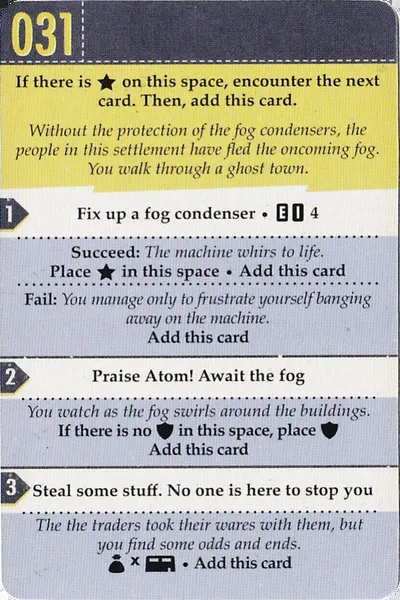 031
If there is ★ on this space, encounter the next
card. Then, add this card.
Without the protection of the fog condensers, the
people in this settlement have fled the oncoming fog.
You walk through a ghost town.
1
Fix up a fog condenser • E I 4
Succeed: The machine whirs to life.
Place ★ in this space • Add this card
Fail: You manage only to frustrate yourself banging
away on the machine.
Add this card
2
Praise Atom! Await the fog
You watch as the fog swirls around the buildings.
If there is no in this space, place
Add this card
3
Steal some stuff. No one is here to stop you
The the traders took their wares with them, but
you find some odds and ends.
x • Add this card